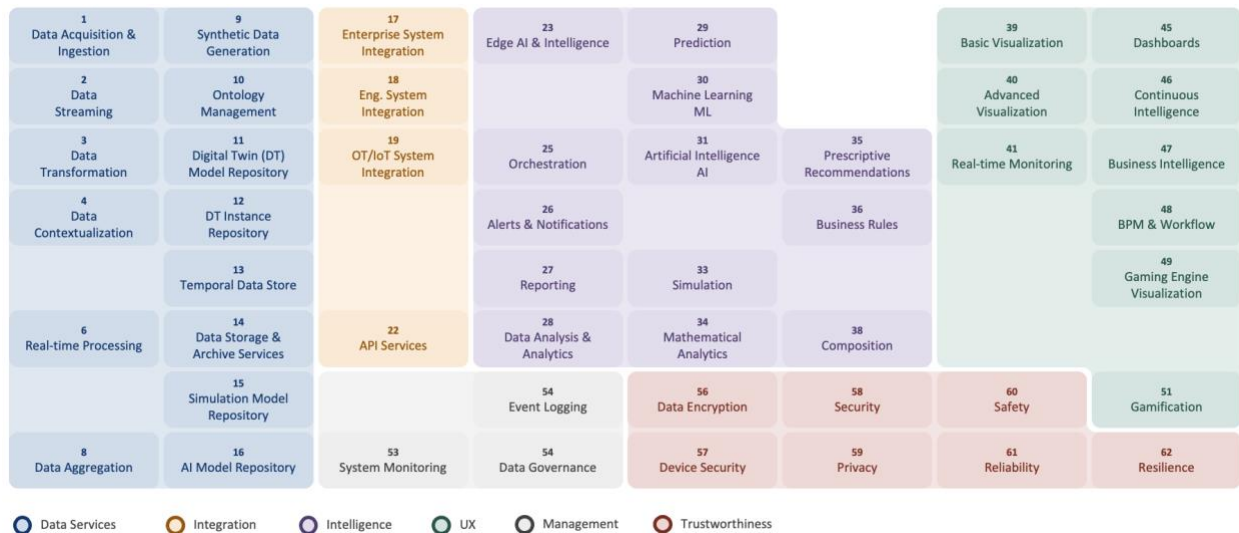 1
Data Acquisition &
Ingestion
9
Synthetic Data
Generation
17
Enterprise System
Integration
23
Edge AI & Intelligence
29
Prediction
39
Basic Visualization
45
Dashboards
2
Data
Streaming
10
Ontology
Management
18
Eng. System
Integration
30
Machine Learning
ML
40
Advanced
Visualization
46
Continuous
Intelligence
3
Data
Transformation
11
Digital Twin (DT)
Model Repository
19
OT/IoT System
Integration
25
Orchestration
31
Artificial Intelligence
AI
35
Prescriptive
Recommendations
41
Real-time Monitoring
47
Business Intelligence
4
Data
Contextualization
12
DT Instance
Repository
26
Alerts & Notifications
36
Business Rules
48
BPM & Workflow
13
Temporal Data Store
27
Reporting
33
Simulation
49
Gaming Engine
Visualization
6
Real-time Processing
14
Data Storage &
Archive Services
22
API Services
28
Data Analysis &
Analytics
34
Mathematical
Analytics
38
Composition
15
Simulation Model
Repository
54
Event Logging
56
Data Encryption
58
Security
60
Safety
51
Gamification
8
Data Aggregation
16
AI Model Repository
53
System Monitoring
54
Data Governance
57
Device Security
59
Privacy
61
Reliability
62
Resilience
Data Services
Integration
Intelligence
UX
Management
Trustworthiness